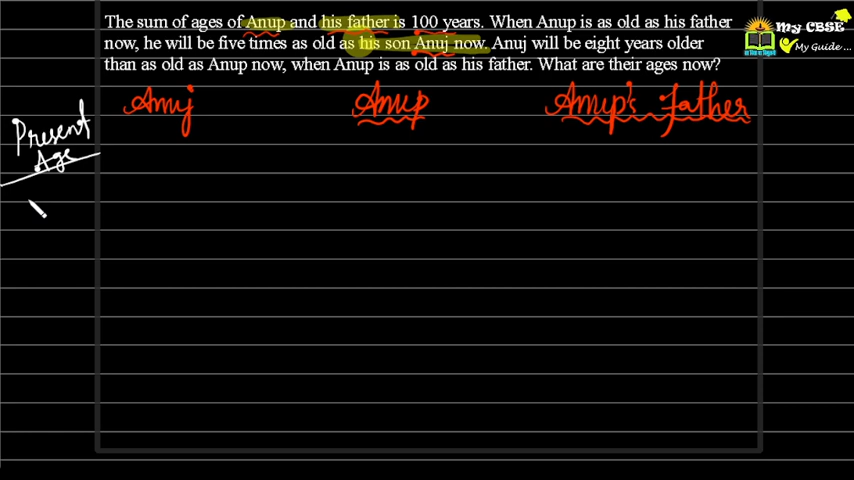 The sum of ages of Anup and his father is 100 years. When Anup is as old as his father
now, he will be five times as old as his son Anuj now. Anuj will be eight years older
than as old as Anup now, when Anup is as old as his father. What are their ages now?
My CBSE
My Guide ...
Anuj Anup Anup's Father
Present
Age